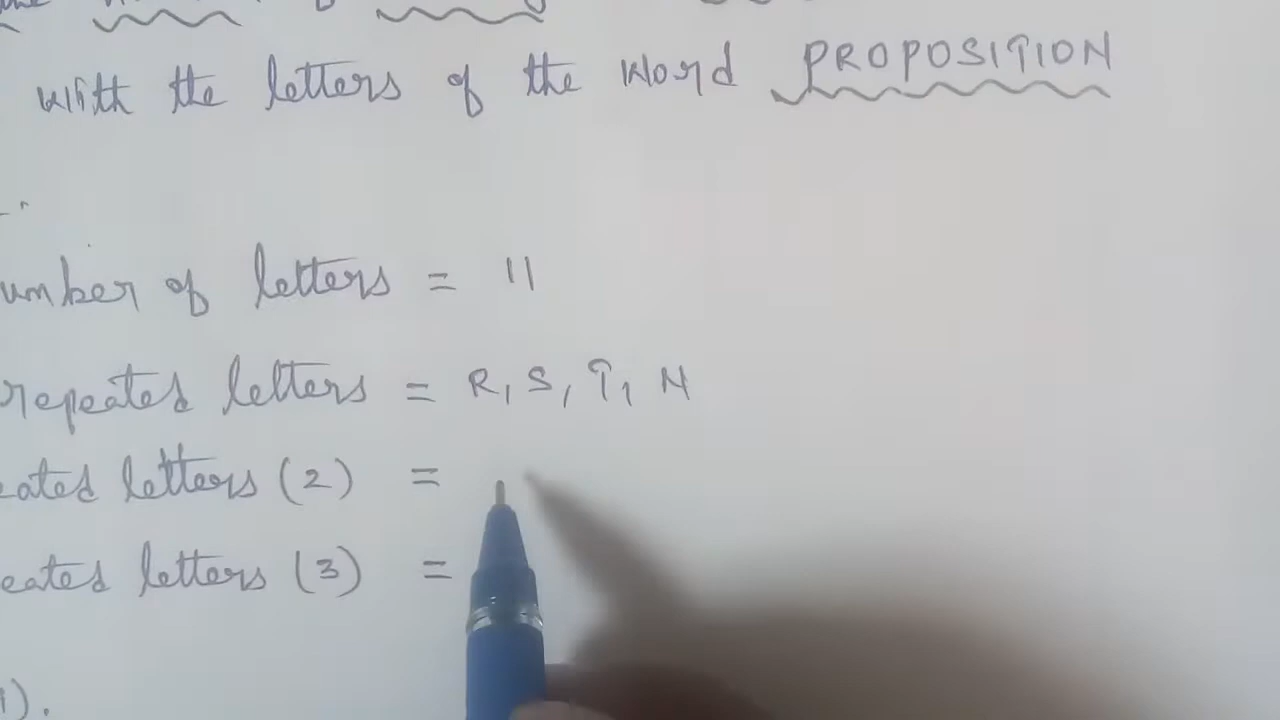 with the letters of the word PROPOSITION
umber of letters = 11
repeated letters = R, S, T, N
eated letters (2) =
eated letters (3) =
1).